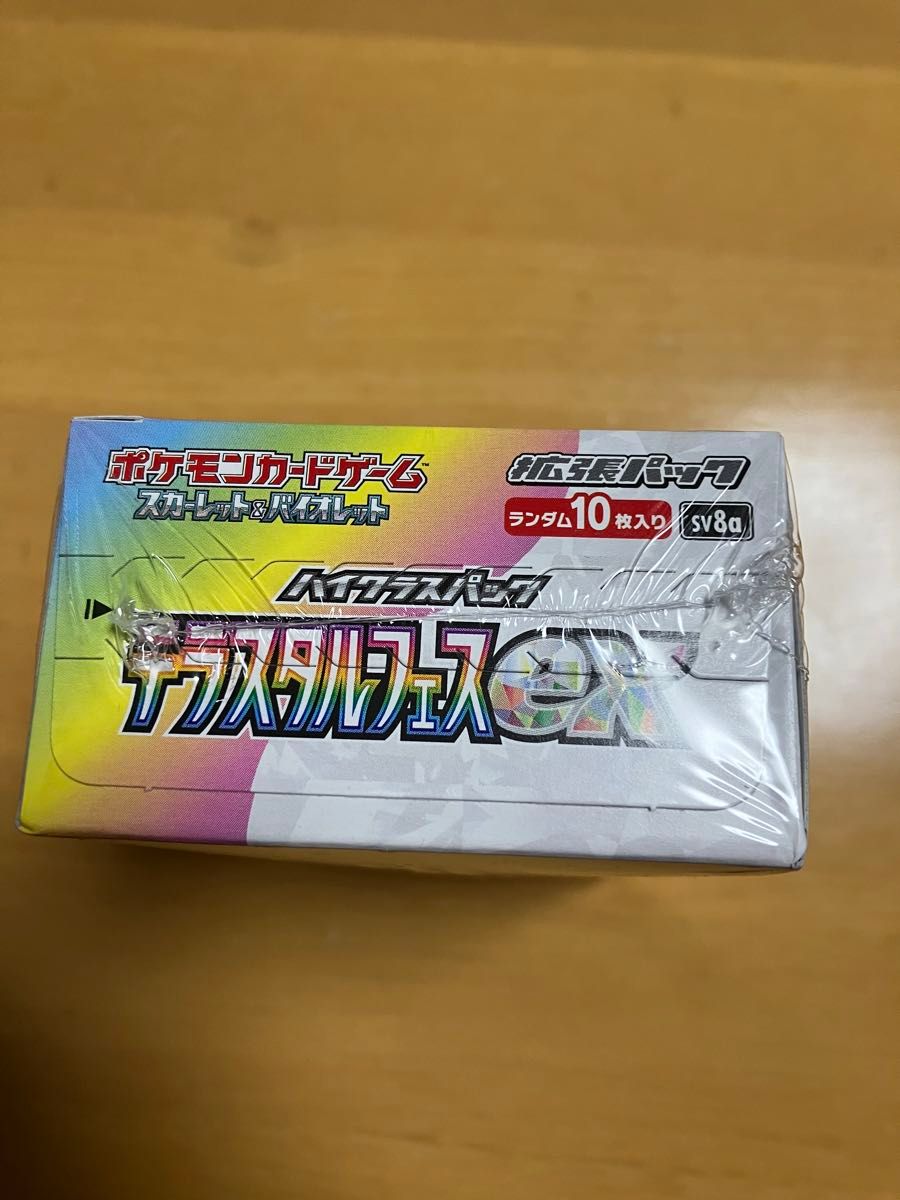 ポケモンカードゲーム™
スカーレット&バイオレット
拡張パック
ランダム10枚入り SV8a
ハイクラスパック
テラスタルフェスex